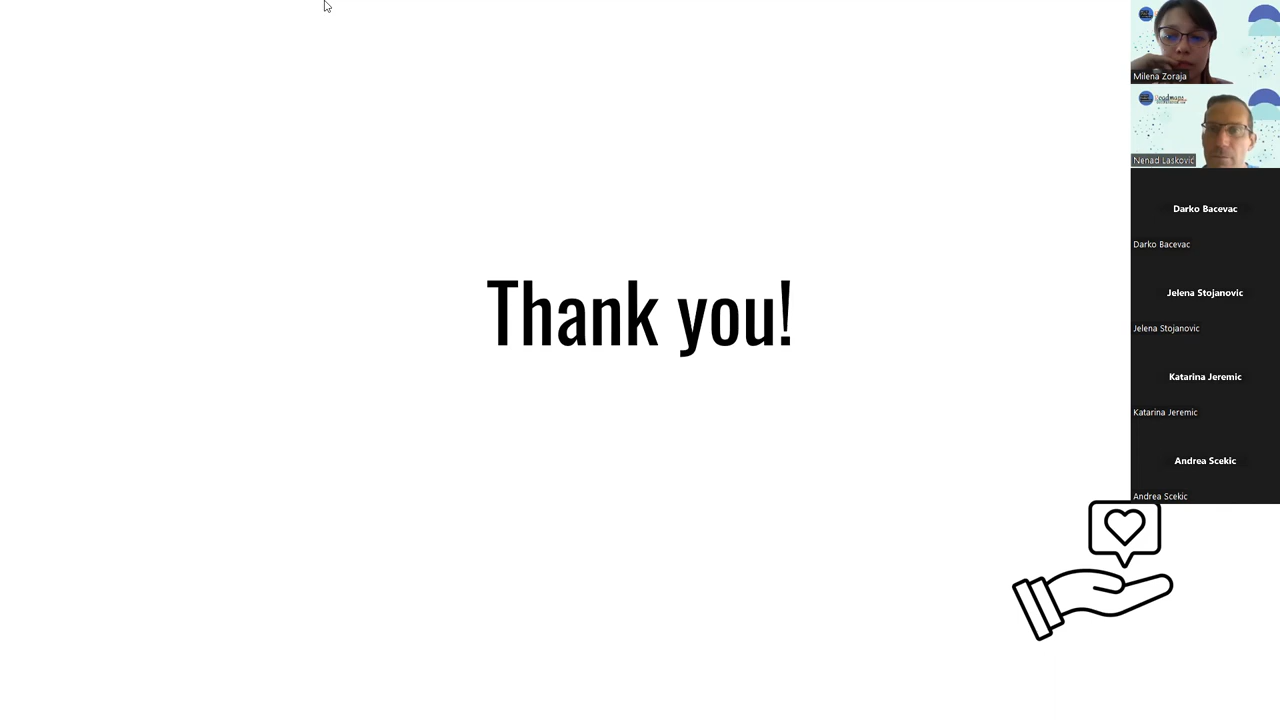 Milena Zoraja
Nenad Lasković
Darko Bacevac
Darko Bacevac
Jelena Stojanovic
Jelena Stojanovic
Katarina Jeremic
Katarina Jeremic
Andrea Scekic
Andrea Scekic
Thank you!